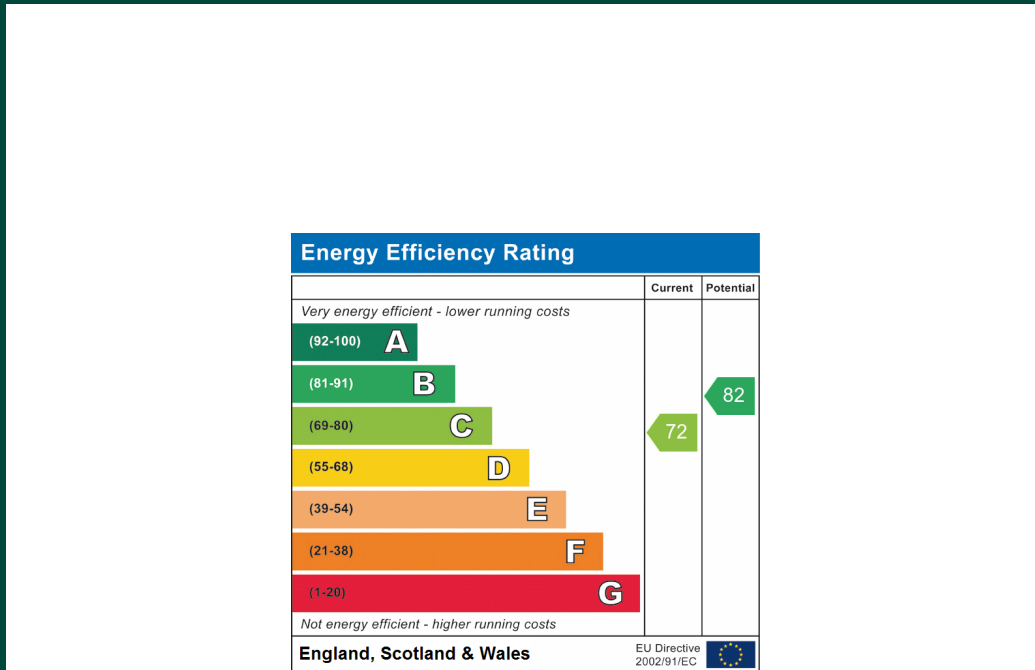 Energy Efficiency Rating
Current Potential
Very energy efficient - lower running costs
(92-100) A
(81-91) B
82
(69-80) C
72
(55-68) D
(39-54) E
(21-38) F
(1-20) G
Not energy efficient - higher running costs
England, Scotland & Wales
EU Directive
2002/91/EC